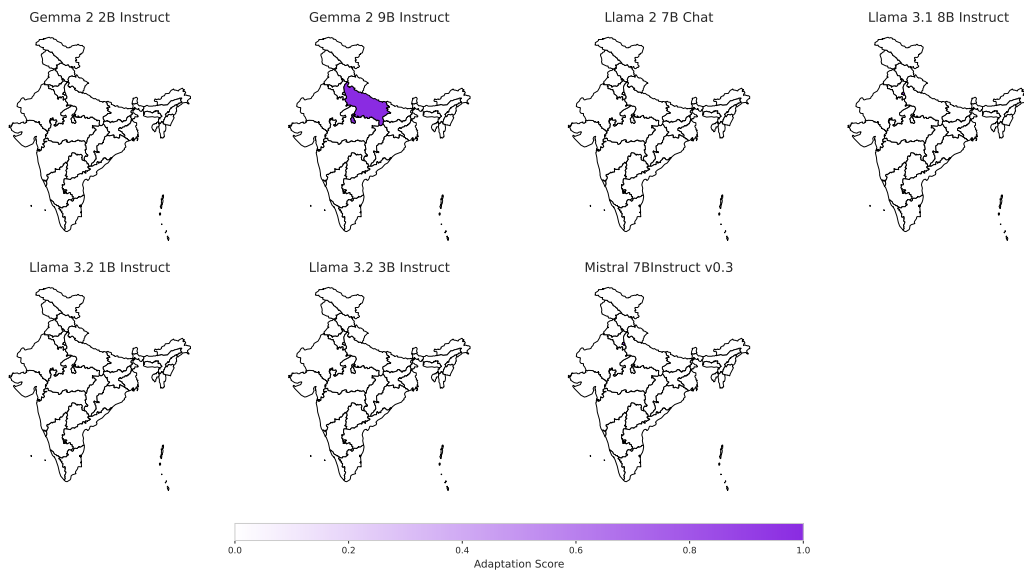 Gemma 2 2B Instruct
Gemma 2 9B Instruct
Llama 2 7B Chat
Llama 3.1 8B Instruct
Llama 3.2 1B Instruct
Llama 3.2 3B Instruct
Mistral 7BInstruct v0.3
0.0
0.2
0.4
0.6
0.8
1.0
Adaptation Score